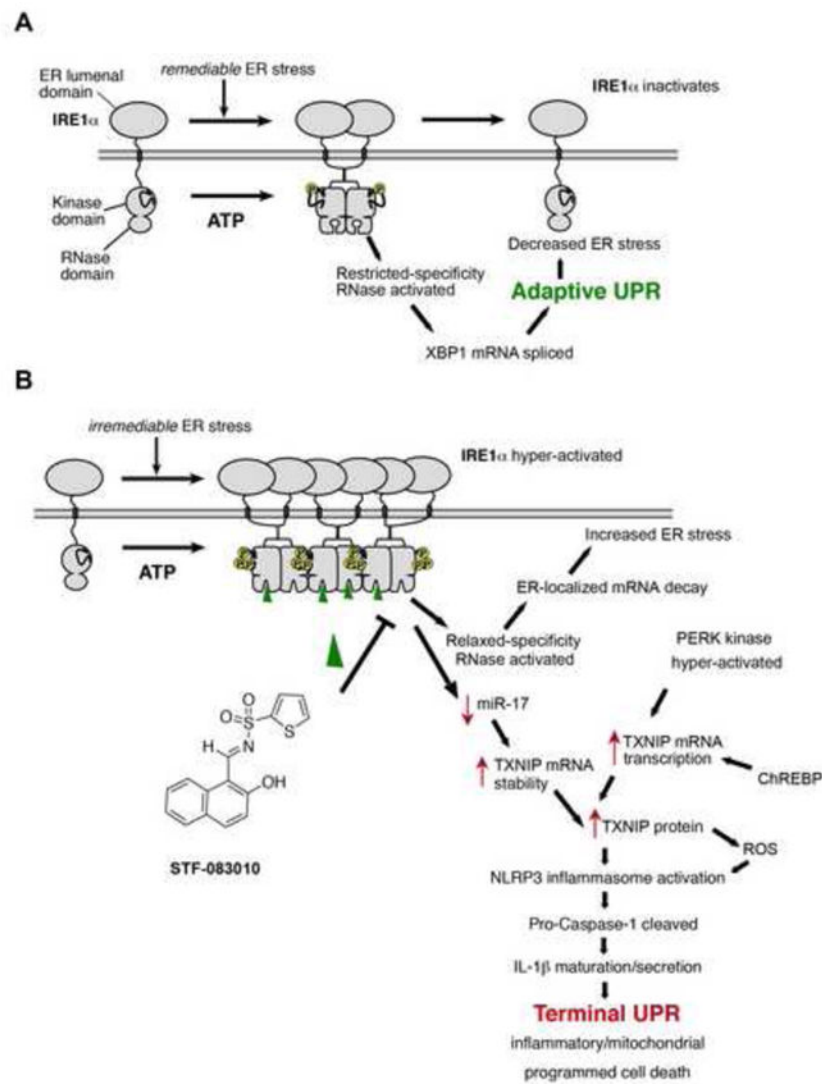 A
ER lumenal
domain
remediable ER stress
IRE1α inactivates
IRE1α
Kinase
domain
ATP
RNase
domain
Decreased ER stress
Restricted-specificity
RNase activated
Adaptive UPR
XBP1 mRNA spliced
B
irremediable ER stress
IRE1α hyper-activated
Increased ER stress
ATP
ER-localized mRNA decay
Relaxed-specificity
RNase activated
PERK kinase
hyper-activated
miR-17
TXNIP mRNA
stability
TXNIP mRNA
transcription
ChREBP
TXNIP protein
ROS
O
O
S
S
H
N
OH
STF-083010
NLRP3 inflammasome activation
Pro-Caspase-1 cleaved
IL-1β maturation/secretion
Terminal UPR
inflammatory/mitochondrial
programmed cell death